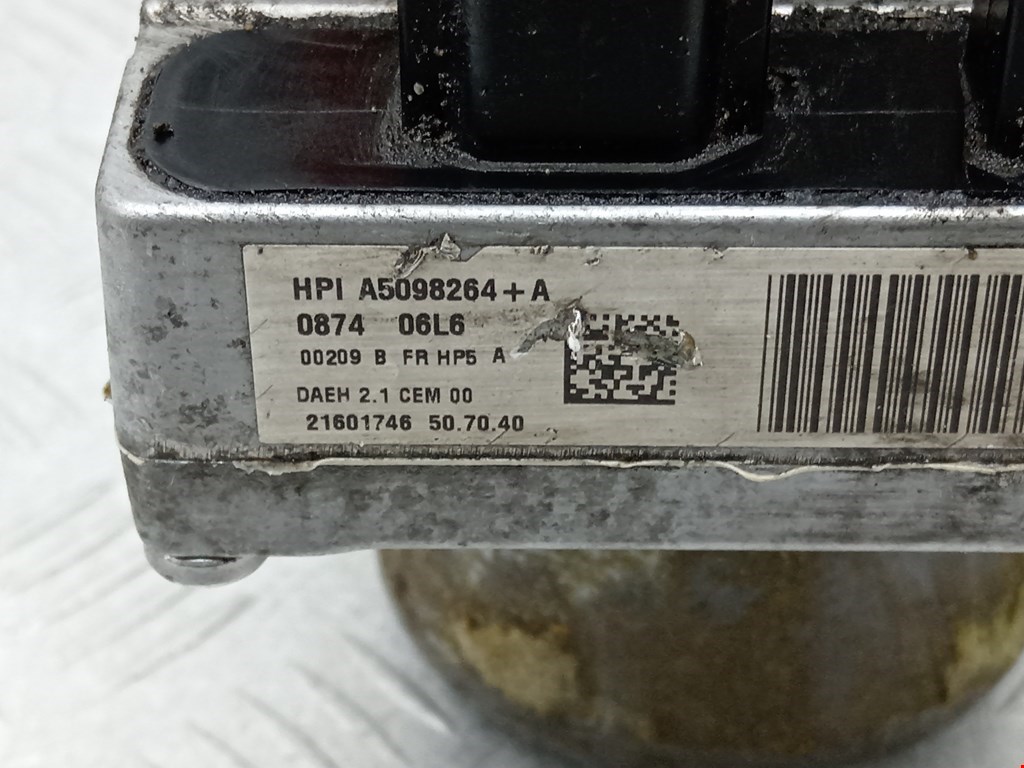 HPI A5098264+A
0874 06L6
00209 B FR HP5 A
DAEH 2.1 CEM 00
21601746 50.70.40